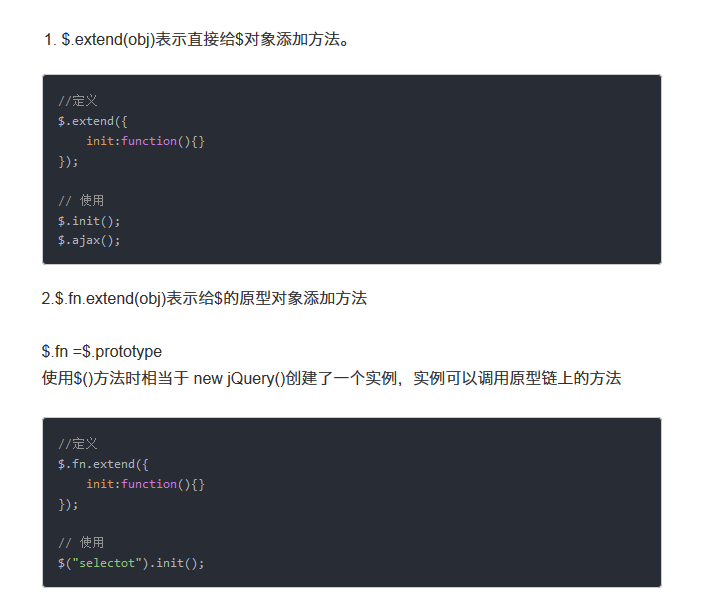 1. $.extend(obj)表示直接给$对象添加方法。
//定义
$.extend({
    init:function(){}
});
// 使用
$.init();
$.ajax();
2.$.fn.extend(obj)表示给$的原型对象添加方法
$.fn =$.prototype
使用$()方法时相当于 new jQuery()创建了一个实例，实例可以调用原型链上的方法
//定义
$.fn.extend({
    init:function(){}
});
// 使用
$("selectot").init();